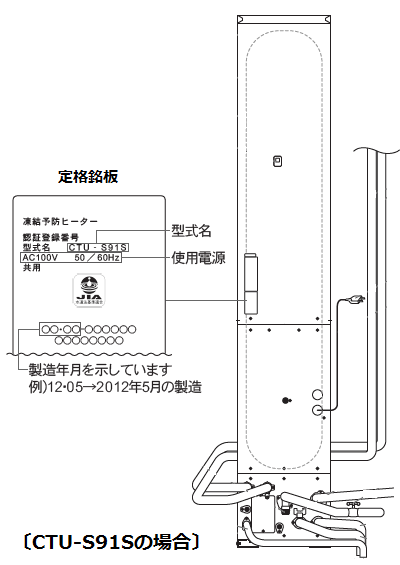 定格銘板
凍結予防ヒーター
認証登録番号
型式名 CTU - S91S
AC100V 50／60Hz
共用
JIA
○○・○○-○○○○○○○
○○○○○○○○○
型式名
使用電源
製造年月を示しています
例)12・05→2012年5月の製造
〔CTU-S91Sの場合〕